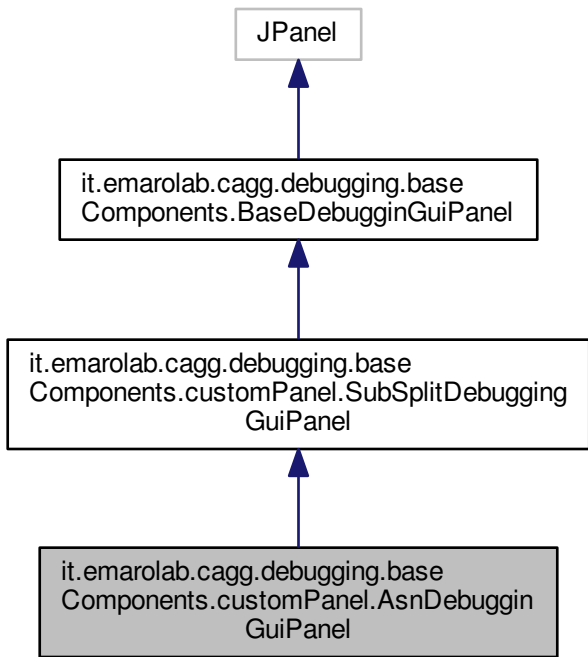 JPanel
it.emarolab.cagg.debugging.base
Components.BaseDebugginGuiPanel
it.emarolab.cagg.debugging.base
Components.customPanel.SubSplitDebugging
GuiPanel
it.emarolab.cagg.debugging.base
Components.customPanel.AsnDebuggin
GuiPanel